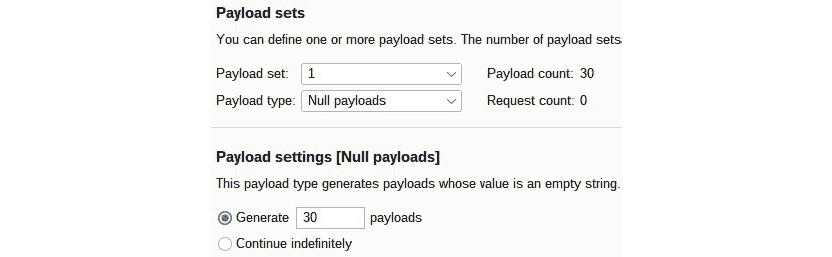 Payload sets
You can define one or more payload sets. The number of payload sets
Payload set: 1 Payload count: 30
Payload type: Null payloads Request count: 0
Payload settings [Null payloads]
This payload type generates payloads whose value is an empty string.
Generate 30 payloads
Continue indefinitely